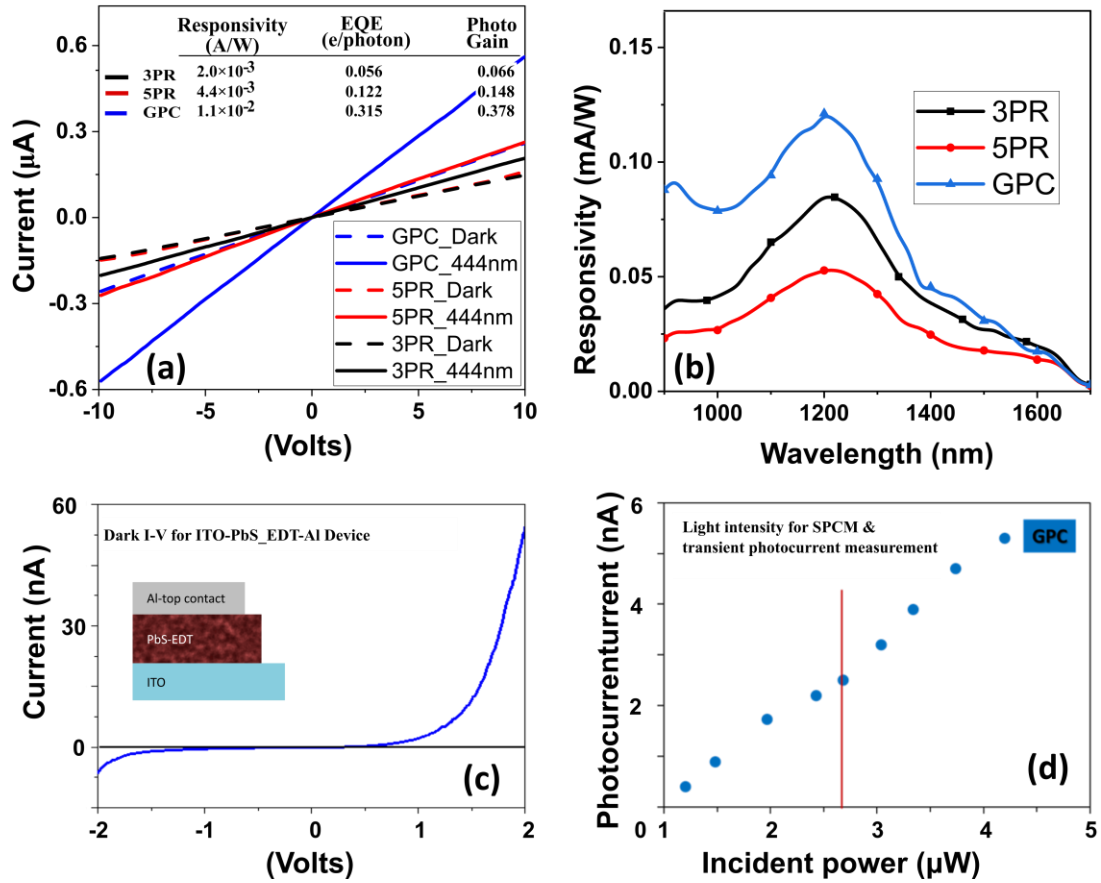 (a)
Responsivity (A/W) EQE (e/photon) Photo Gain
3PR 2.0×10-3 0.056 0.066
5PR 4.4×10-3 0.122 0.148
GPC 1.1×10-2 0.315 0.378
Current (µA)
0.6
0.3
0.0
-0.3
-0.6
GPC_Dark
GPC_444nm
5PR_Dark
5PR_444nm
3PR_Dark
3PR_444nm
-10 -5 0 5 10
(Volts)
(b)
Responsivity (mA/W)
0.15
0.10
0.05
0.00
3PR
5PR
GPC
1000 1200 1400 1600
Wavelength (nm)
(c)
Current (nA)
60
30
0
Dark I-V for ITO-PbS_EDT-Al Device
Al-top contact
PbS-EDT
ITO
-2 -1 0 1 2
(Volts)
(d)
Photocurrenturrent (nA)
6
4
2
0
Light intensity for SPCM &
transient photocurrent measurement
GPC
1 2 3 4 5
Incident power (µW)